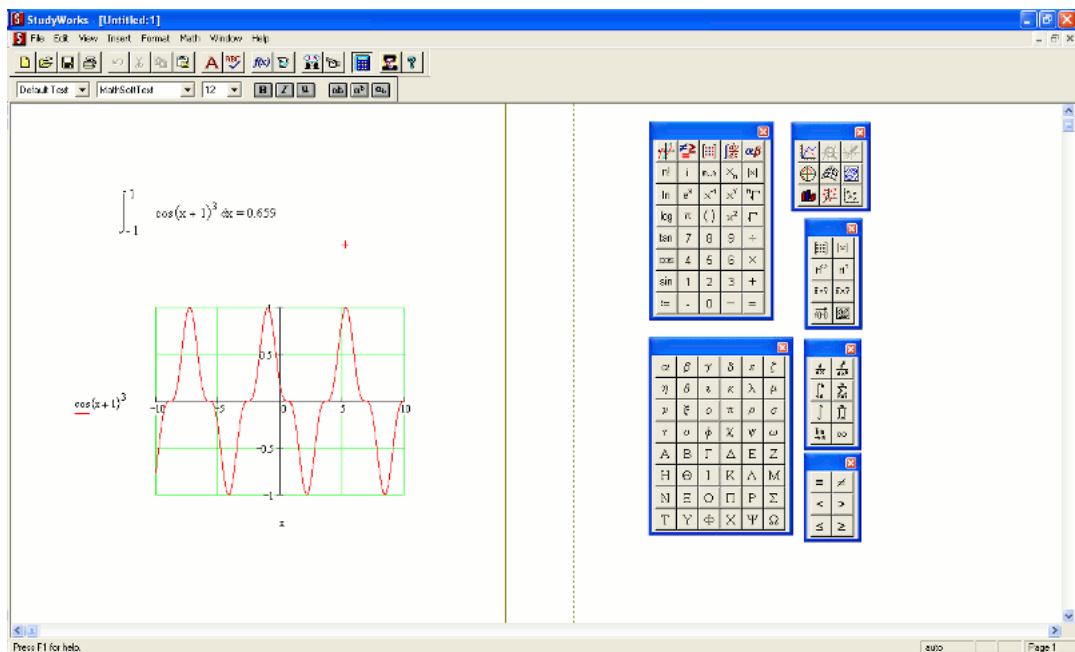 StudyWorks - [Untitled:1]
File Edit View Insert Format Math Window Help
Default Text MathSoftText 12 B I u
∫ 1 -1 cos(x + 1)^3 dx = 0.659
cos(x+1)^3
1
0.5
-10 -5 0 5 10
-0.5
-1
x
n! i m..n Xn |x|
ln e^x x^-1 x^Y n√
log π ( ) x^2 √
tan 7 8 9 ÷
cos 4 5 6 ×
sin 1 2 3 +
:= . 0 − =
α β γ δ ε ζ
η θ ι κ λ μ
ν ξ ο π ρ σ
τ υ φ χ ψ ω
Α Β Γ Δ Ε Ζ
Η Θ Ι Κ Λ Μ
Ν Ξ Ο Π Ρ Σ
Τ Υ Φ Χ Ψ Ω
= ≠
< >
≤ ≥
Press F1 for help.
auto Page 1